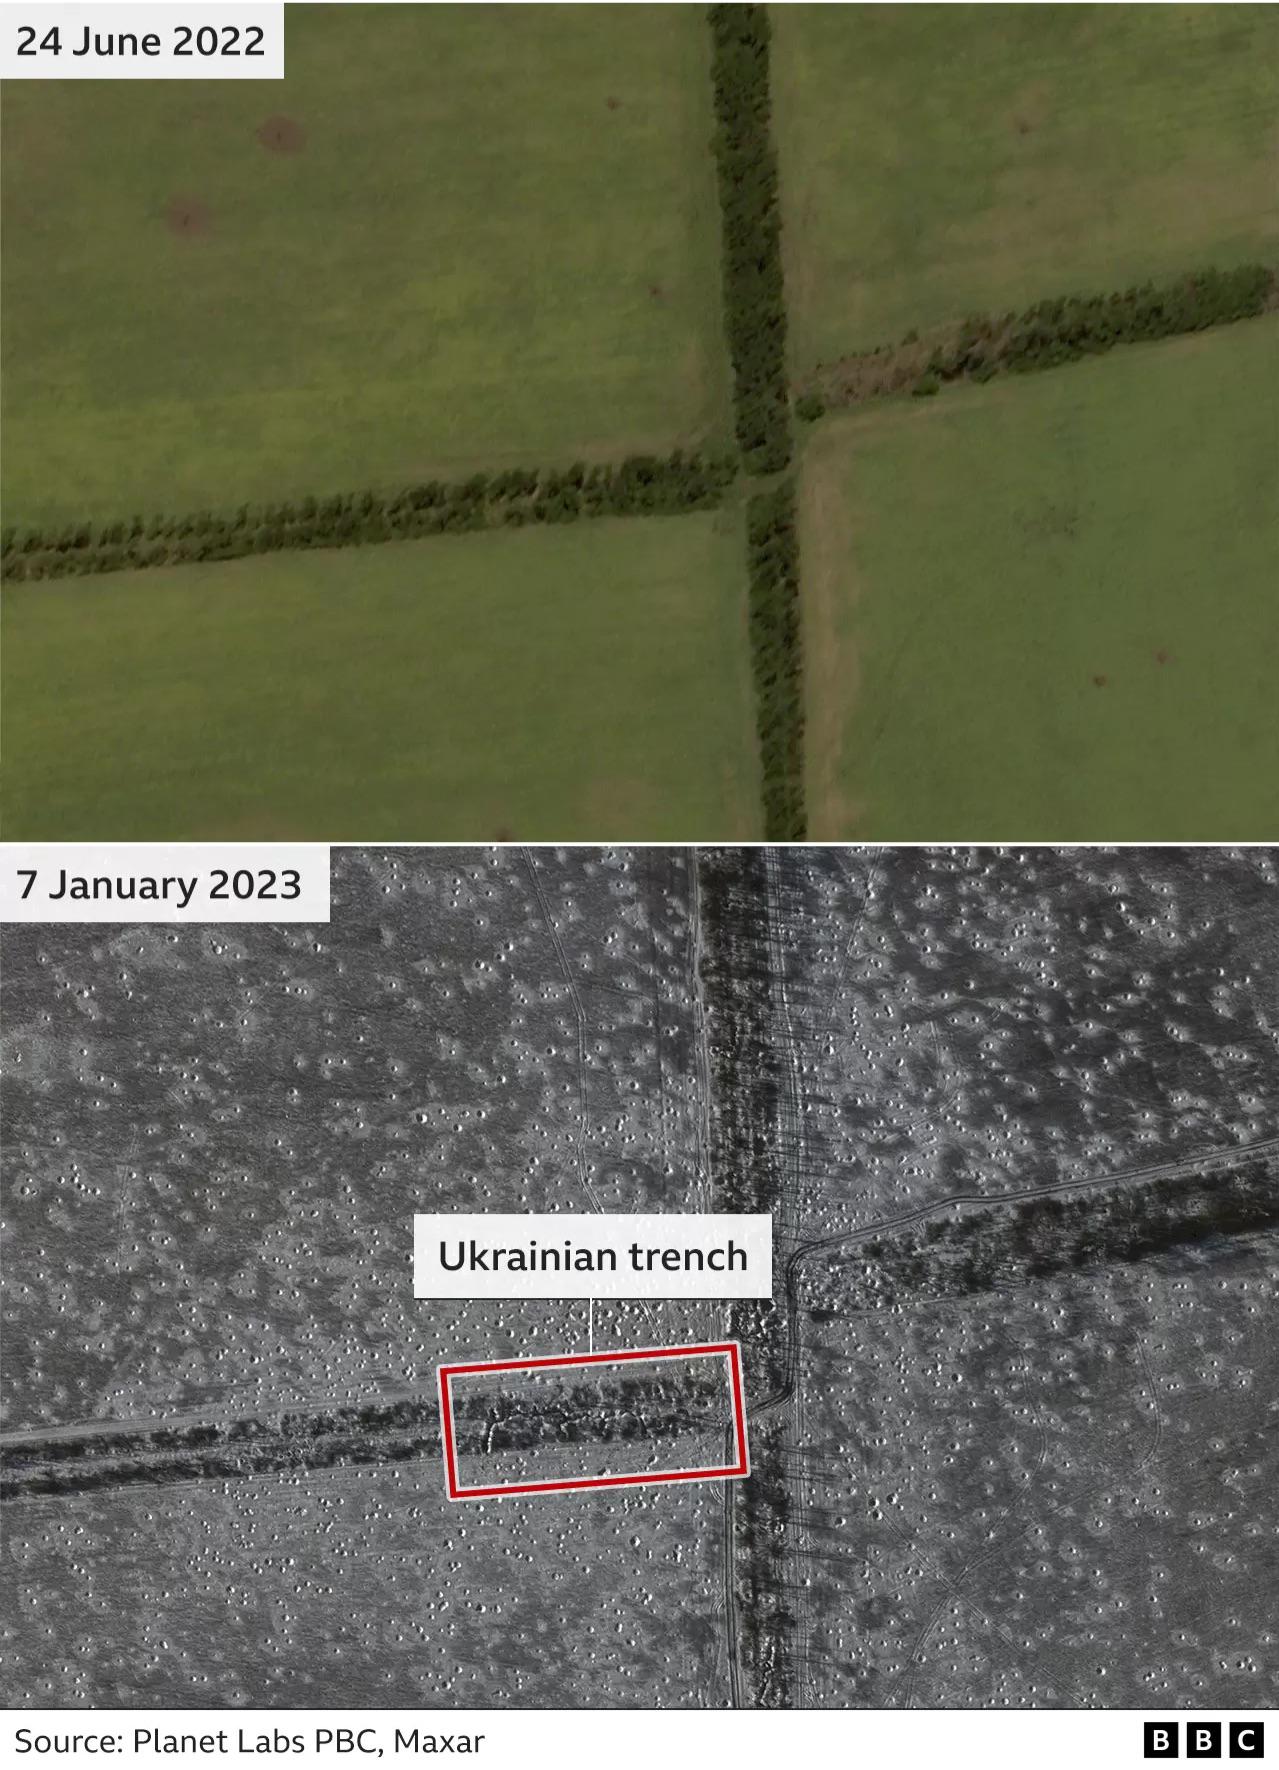 24 June 2022
7 January 2023
Ukrainian trench
Source: Planet Labs PBC, Maxar
BBC